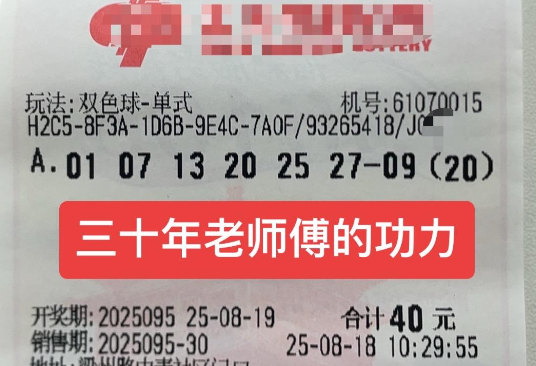 LOTTERY
玩法:双色球-单式 机号:61070015
H2C5-8F3A-1D6B-9E4C-7A0F/93265418/J
A. 01 07 13 20 25 27-09 (20)
三十年老师傅的功力
开奖期:2025095 25-08-19 合计 40 元
销售期:2025095-30 25-08-18 10:29:55